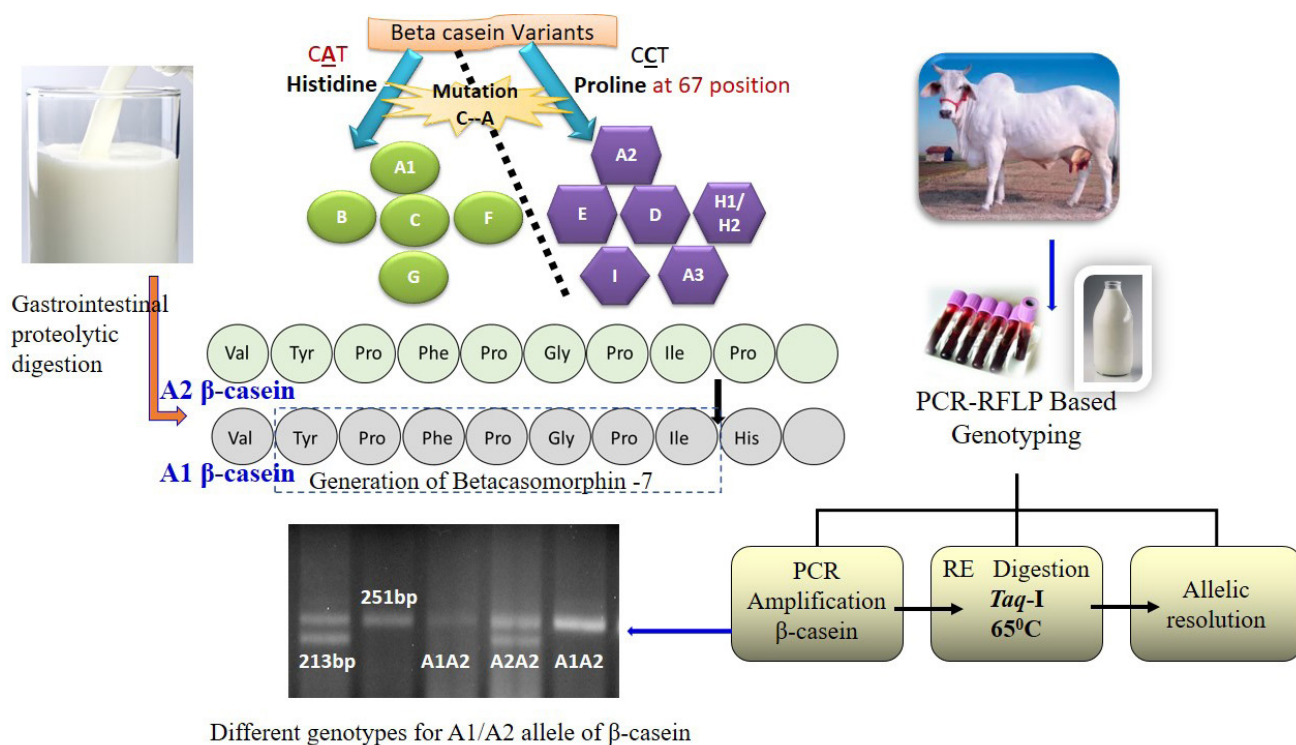 Beta casein Variants
CAT
Histidine
CCT
Proline at 67 position
Mutation
C--A
A1
B
C
F
G
A2
E
D
H1/
H2
I
A3
Gastrointestinal
proteolytic
digestion
Val Tyr Pro Phe Pro Gly Pro Ile Pro
A2 β-casein
Val Tyr Pro Phe Pro Gly Pro Ile His
A1 β-casein
Generation of Betacasomorphin -7
PCR-RFLP Based
Genotyping
PCR
Amplification
β-casein
RE Digestion
Taq-I
65⁰C
Allelic
resolution
251bp
213bp
A1A2
A2A2
A1A2
Different genotypes for A1/A2 allele of β-casein